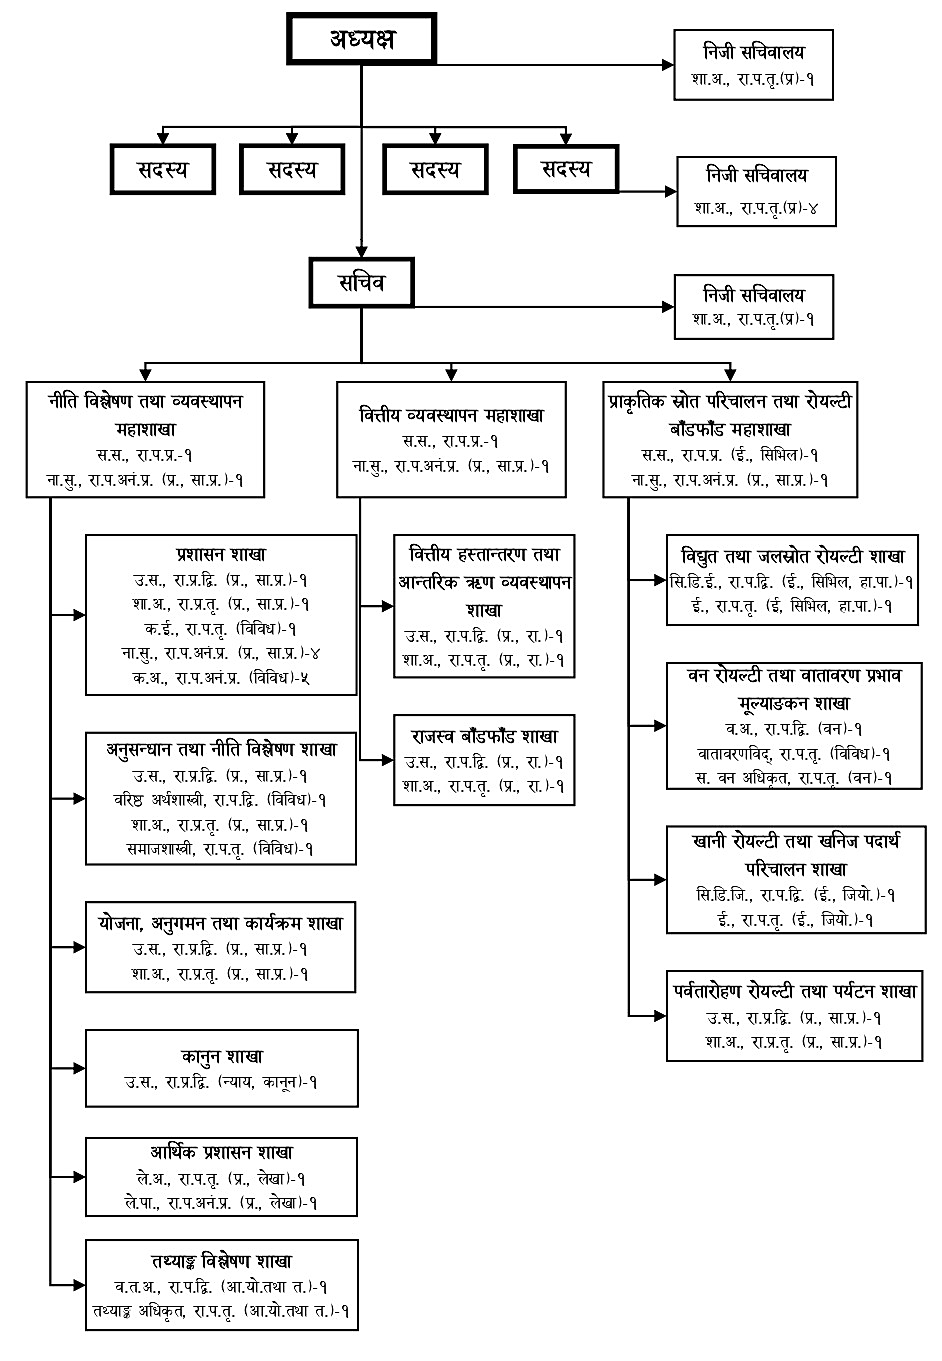 अध्यक्ष
निजी सचिवालय
शा.अ., रा.प.तृ.(प्र)-१
सदस्य
सदस्य
सदस्य
सदस्य
निजी सचिवालय
शा.अ., रा.प.तृ.(प्र)-४
सचिव
निजी सचिवालय
शा.अ., रा.प.तृ.(प्र)-१
नीति विश्लेषण तथा व्यवस्थापन
महाशाखा
स.स., रा.प.प्र.-१
ना.सु., रा.प.अनं.प्र. (प्र., सा.प्र.)-१
वित्तीय व्यवस्थापन महाशाखा
स.स., रा.प.प्र.-१
ना.सु., रा.प.अनं.प्र. (प्र., सा.प्र.)-१
प्राकृतिक स्रोत परिचालन तथा रोयल्टी
बाँडफाँड महाशाखा
स.स., रा.प.प्र. (ई., सिभिल)-१
ना.सु., रा.प.अनं.प्र. (प्र., सा.प्र.)-१
प्रशासन शाखा
उ.स., रा.प्र.द्वि. (प्र., सा.प्र.)-१
शा.अ., रा.प्र.तृ. (प्र., सा.प्र.)-१
क.ई., रा.प.तृ. (विविध)-१
ना.सु., रा.प.अनं.प्र. (प्र., सा.प्र.)-४
क.अ., रा.प.अनं.प्र. (विविध)-५
अनुसन्धान तथा नीति विश्लेषण शाखा
उ.स., रा.प्र.द्वि. (प्र., सा.प्र.)-१
वरिष्ठ अर्थशास्त्री, रा.प.द्वि. (विविध)-१
शा.अ., रा.प्र.तृ. (प्र., सा.प्र.)-१
समाजशास्त्री, रा.प.तृ. (विविध)-१
योजना, अनुगमन तथा कार्यक्रम शाखा
उ.स., रा.प्र.द्वि. (प्र., सा.प्र.)-१
शा.अ., रा.प्र.तृ. (प्र., सा.प्र.)-१
कानुन शाखा
उ.स., रा.प्र.द्वि. (न्याय, कानून)-१
आर्थिक प्रशासन शाखा
ले.अ., रा.प.तृ. (प्र., लेखा)-१
ले.पा., रा.प.अनं.प्र. (प्र., लेखा)-१
तथ्याङ्क विश्लेषण शाखा
व.त.अ., रा.प.द्वि. (आ.यो.तथा त.)-१
तथ्याङ्क अधिकृत, रा.प.तृ. (आ.यो.तथा त.)-१
वित्तीय हस्तान्तरण तथा
आन्तरिक ऋण व्यवस्थापन
शाखा
उ.स., रा.प.द्वि. (प्र., रा.)-१
शा.अ., रा.प.तृ. (प्र., रा.)-१
राजस्व बाँडफाँड शाखा
उ.स., रा.प.द्वि. (प्र., रा.)-१
शा.अ., रा.प.तृ. (प्र., रा.)-१
विद्युत तथा जलस्रोत रोयल्टी शाखा
सि.डि.ई., रा.प.द्वि. (ई., सिभिल, हा.पा.)-१
ई., रा.प.तृ. (ई, सिभिल, हा.पा.)-१
वन रोयल्टी तथा वातावरण प्रभाव
मूल्याङकन शाखा
व.अ., रा.प.द्वि. (वन)-१
वातावरणविद्, रा.प.तृ. (विविध)-१
स. वन अधिकृत, रा.प.तृ. (वन)-१
खानी रोयल्टी तथा खनिज पदार्थ
परिचालन शाखा
सि.डि.जि., रा.प.द्वि. (ई., जियो.)-१
ई., रा.प.तृ. (ई., जियो.)-१
पर्वतारोहण रोयल्टी तथा पर्यटन शाखा
उ.स., रा.प्र.द्वि. (प्र., सा.प्र.)-१
शा.अ., रा.प्र.तृ. (प्र., सा.प्र.)-१